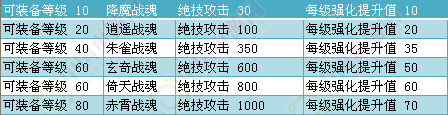 可装备等级 10 降魔战魂 绝技攻击 30 每级强化提升值 10
可装备等级 20 逍遥战魂 绝技攻击 100 每级强化提升值 20
可装备等级 40 朱雀战魂 绝技攻击 350 每级强化提升值 35
可装备等级 60 玄奇战魂 绝技攻击 600 每级强化提升值 50
可装备等级 60 倚天战魂 绝技攻击 800 每级强化提升值 60
可装备等级 80 赤霄战魂 绝技攻击 1000 每级强化提升值 70